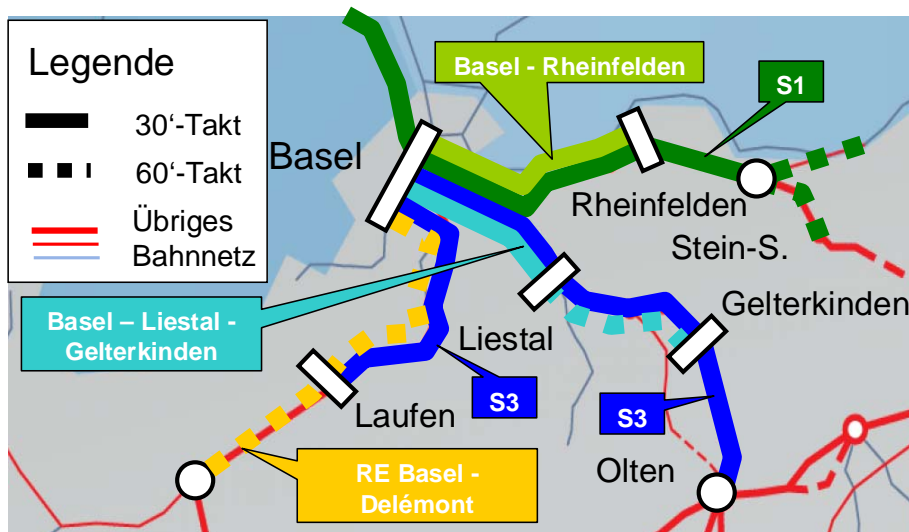 Legende
30‘-Takt
60‘-Takt
Übriges
Bahnnetz
Basel - Rheinfelden
S1
Basel
Rheinfelden
Stein-S.
Basel – Liestal -
Gelterkinden
Gelterkinden
Liestal
S3
S3
Laufen
Olten
RE Basel -
Delémont